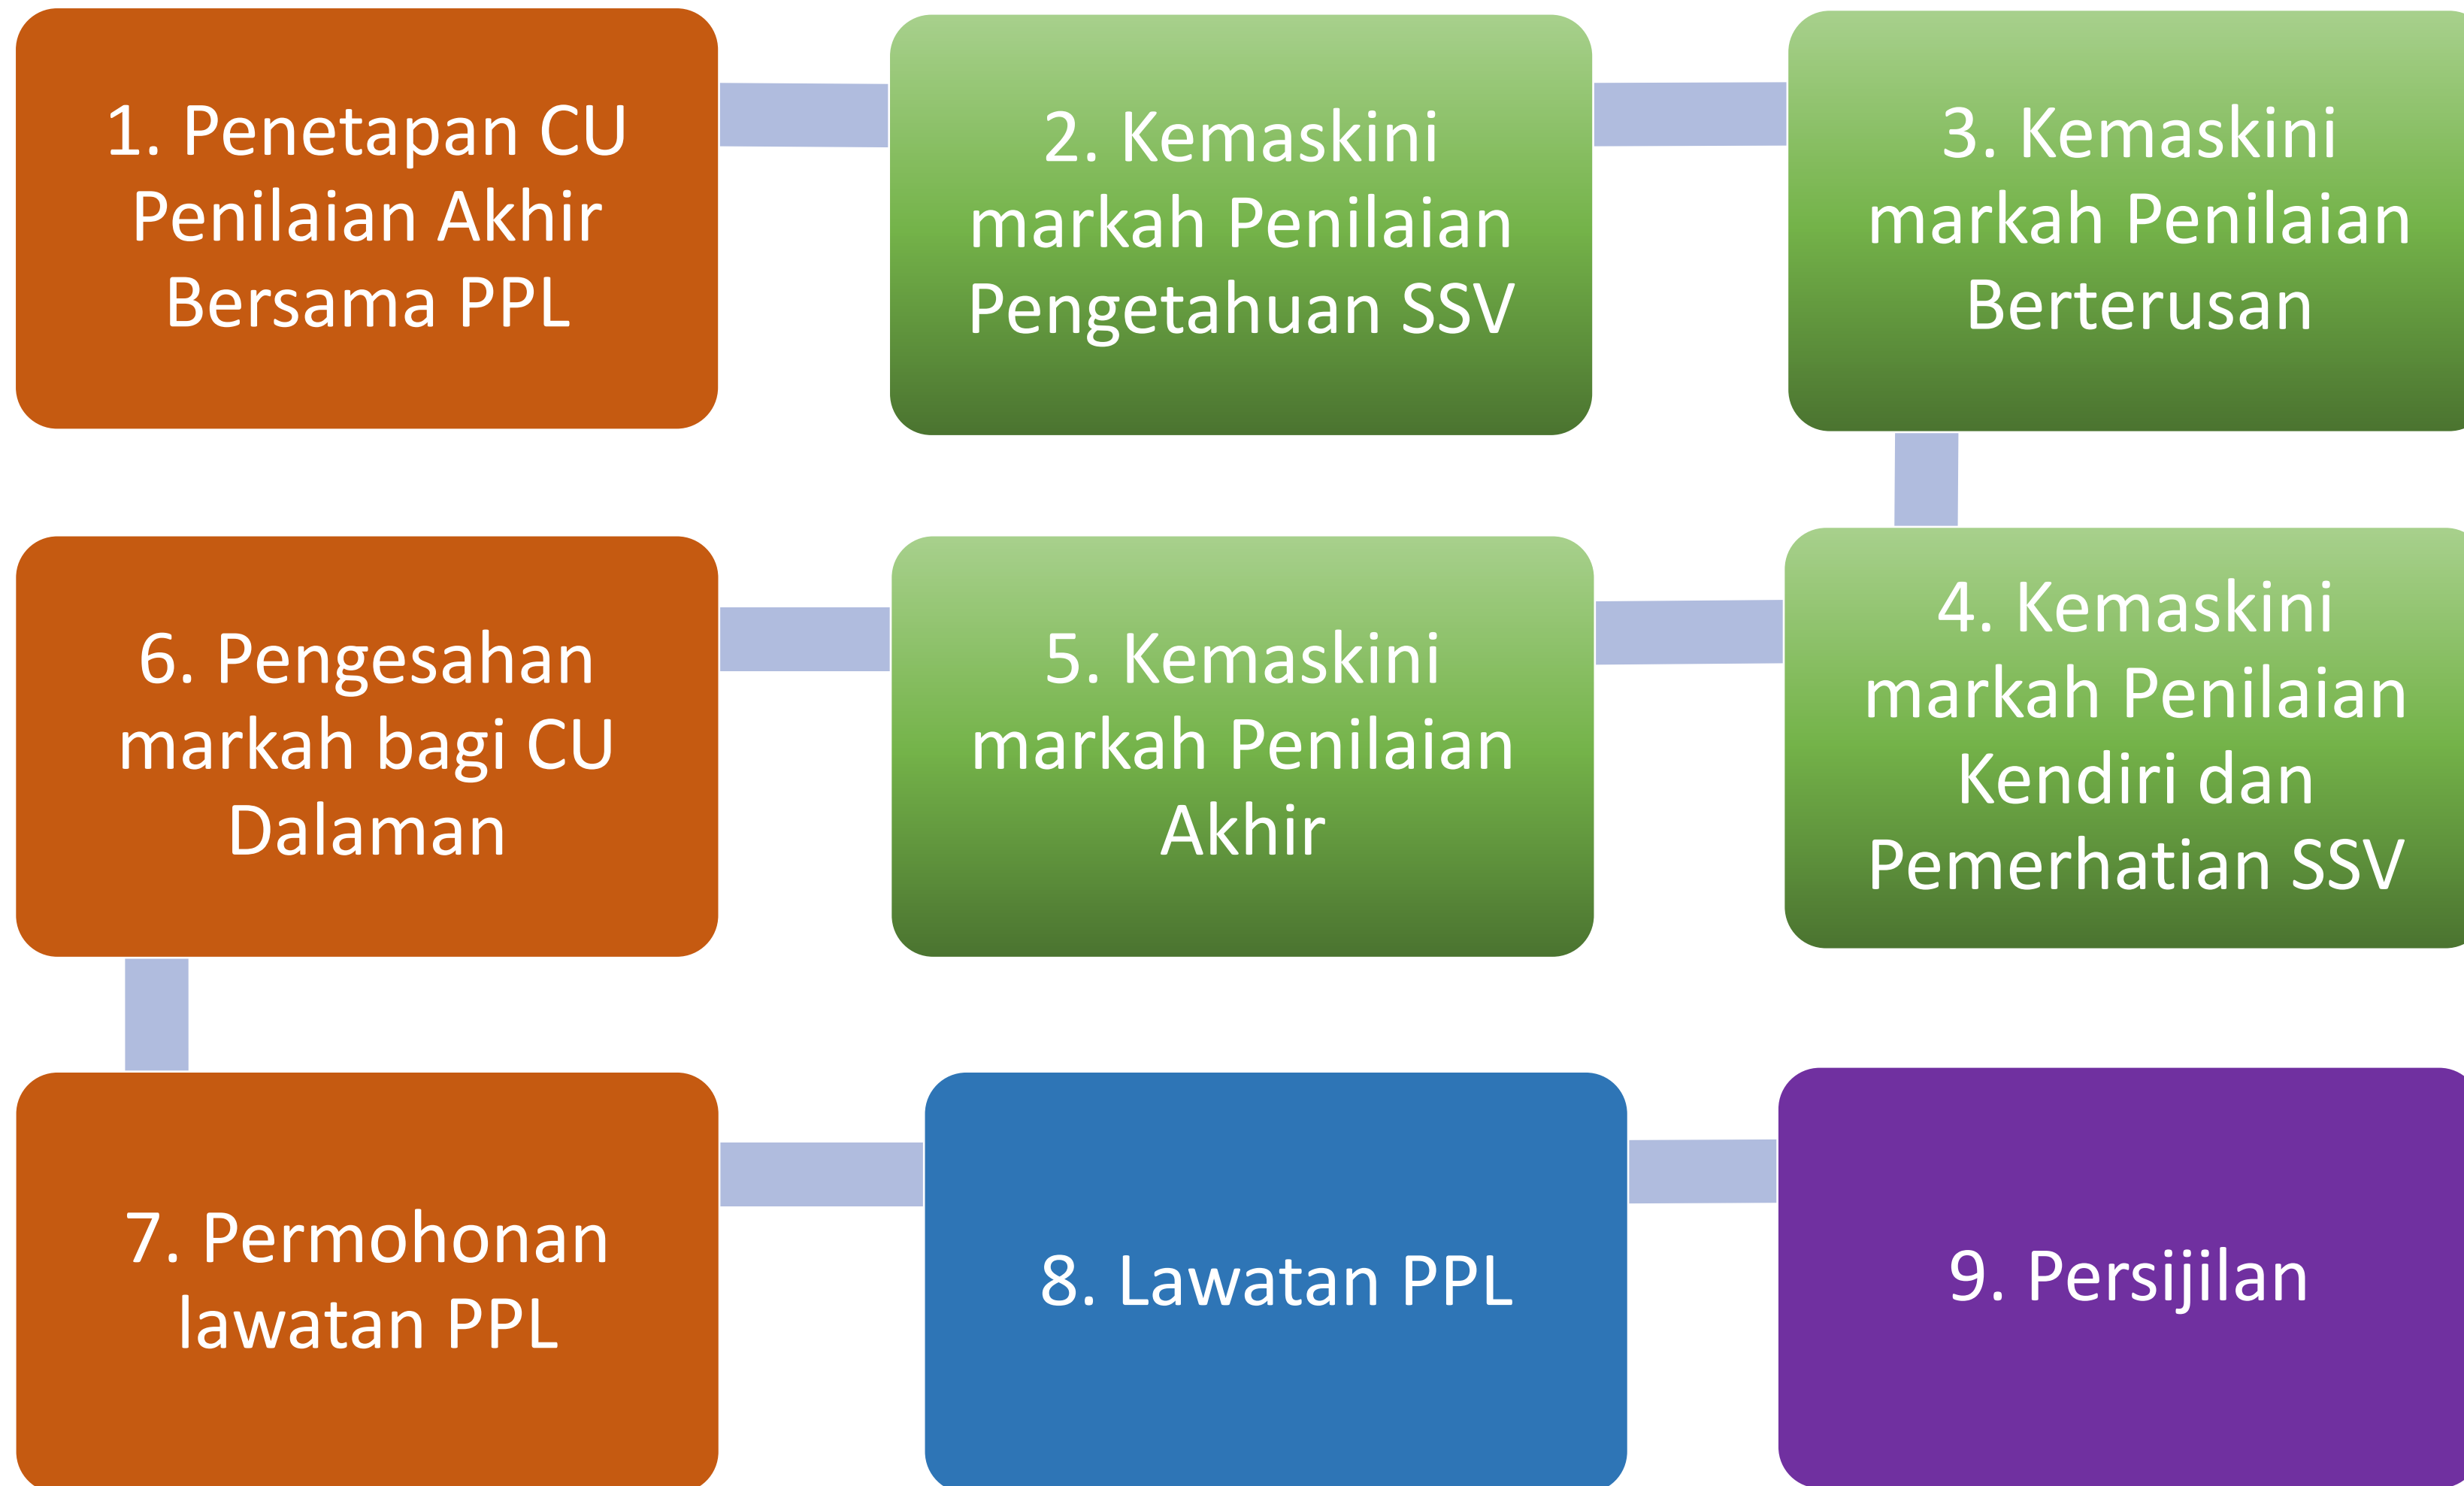 1. Penetapan CU
Penilaian Akhir
Bersama PPL
2. Kemaskini
markah Penilaian
Pengetahuan SSV
3. Kemaskini
markah Penilaian
Berterusan
4. Kemaskini
markah Penilaian
Kendiri dan
Pemerhatian SSV
5. Kemaskini
markah Penilaian
Akhir
6. Pengesahan
markah bagi CU
Dalaman
7. Permohonan
lawatan PPL
8. Lawatan PPL
9. Persijilan